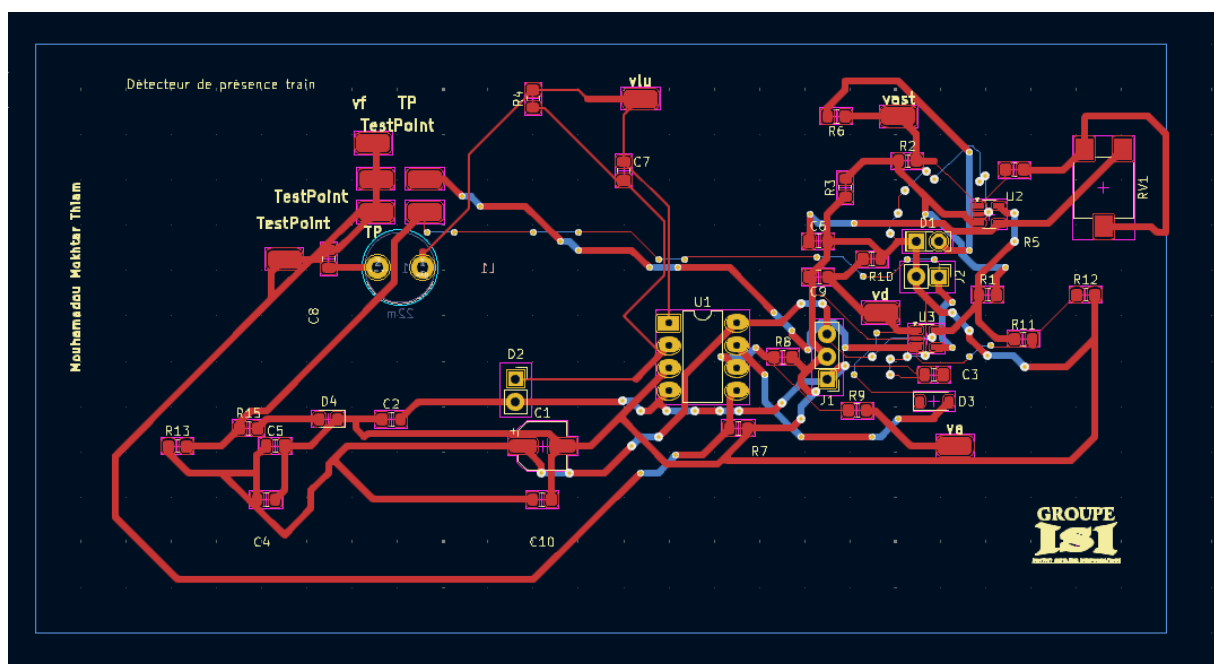 Détecteur de présence train
vlu
vf
TP
TestPoint
R4
vast
R6
C7
R2
R3
U2
RV1
TestPoint
TestPoint
TP
C6
D1
R5
L1
R10
J2
C9
vd
R1
R12
22m
C8
U1
U3
R11
R8
D2
C3
J1
R9
D3
C1
+
va
R7
R15
D4
C2
R13
C5
C4
C10
Mouhamadou Mokhtar Thiam
GROUPE
ISI